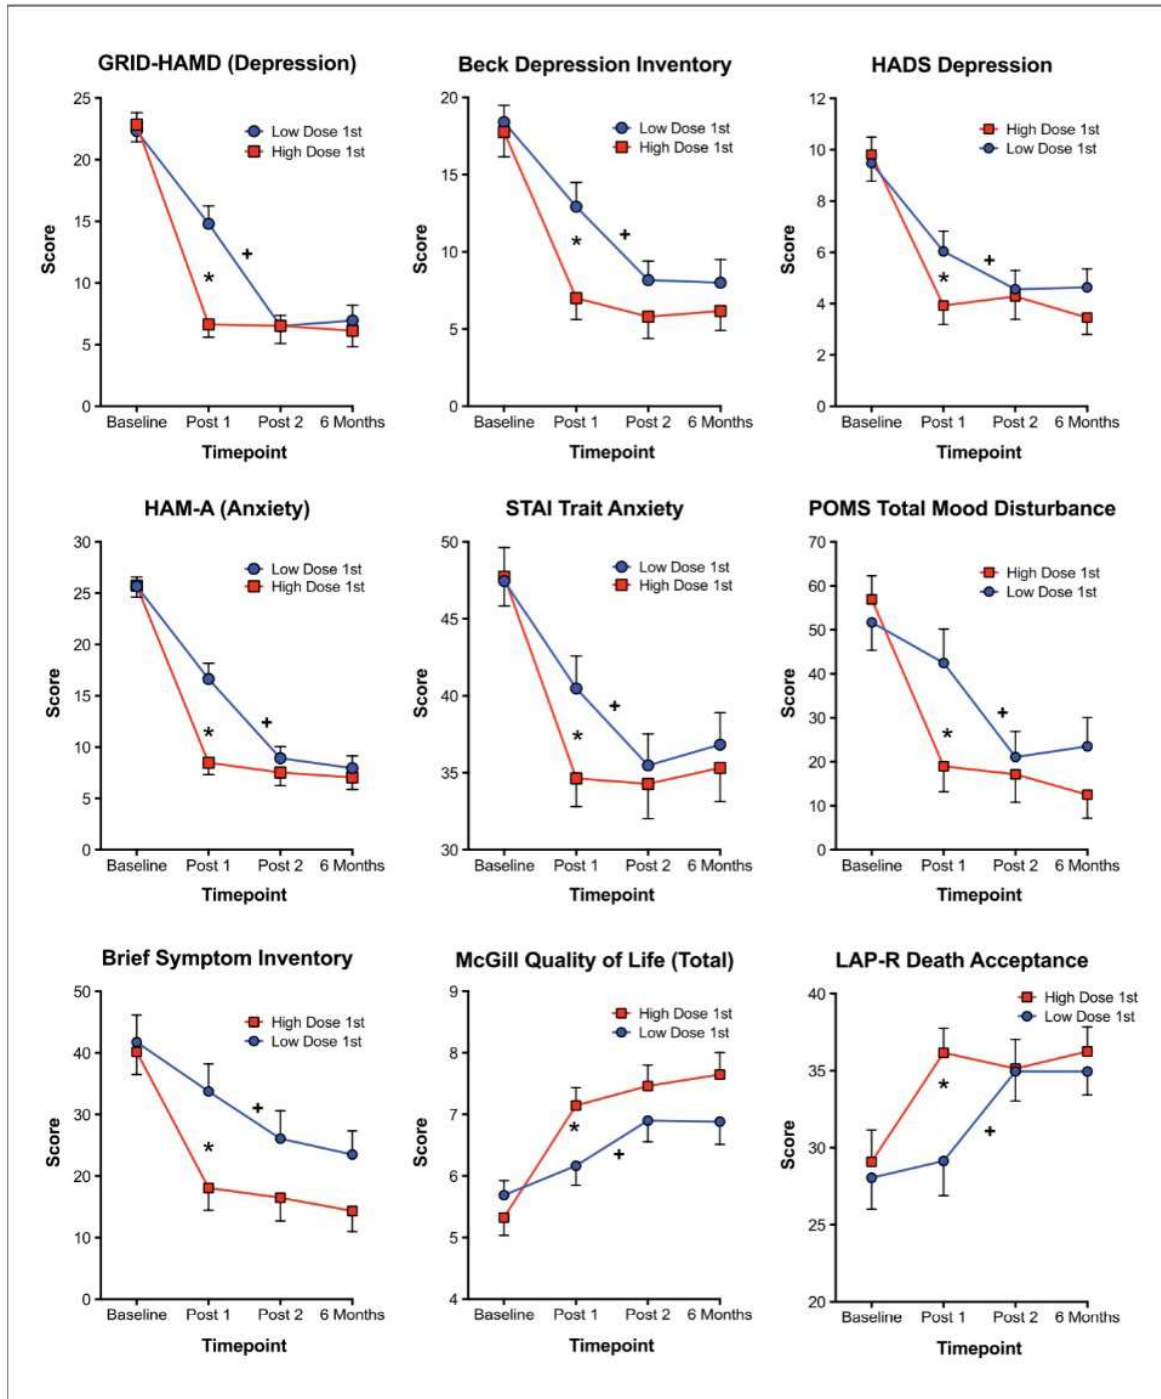 GRID-HAMD (Depression)
25
20
15
10
5
0
Score
Low Dose 1st
High Dose 1st
*
+
Baseline Post 1 Post 2 6 Months
Timepoint
Beck Depression Inventory
20
15
10
5
0
Score
Low Dose 1st
High Dose 1st
*
+
Baseline Post 1 Post 2 6 Months
Timepoint
HADS Depression
12
10
8
6
4
2
0
Score
High Dose 1st
Low Dose 1st
*
+
Baseline Post 1 Post 2 6 Months
Timepoint
HAM-A (Anxiety)
30
25
20
15
10
5
0
Score
Low Dose 1st
High Dose 1st
*
+
Baseline Post 1 Post 2 6 Months
Timepoint
STAI Trait Anxiety
50
45
40
35
30
Score
Low Dose 1st
High Dose 1st
*
+
Baseline Post 1 Post 2 6 Months
Timepoint
POMS Total Mood Disturbance
70
60
50
40
30
20
10
0
Score
High Dose 1st
Low Dose 1st
*
+
Baseline Post 1 Post 2 6 Months
Timepoint
Brief Symptom Inventory
50
40
30
20
10
0
Score
High Dose 1st
Low Dose 1st
*
+
Baseline Post 1 Post 2 6 Months
Timepoint
McGill Quality of Life (Total)
9
8
7
6
5
4
Score
High Dose 1st
Low Dose 1st
*
+
Baseline Post 1 Post 2 6 Months
Timepoint
LAP-R Death Acceptance
40
35
30
25
20
Score
High Dose 1st
Low Dose 1st
*
+
Baseline Post 1 Post 2 6 Months
Timepoint